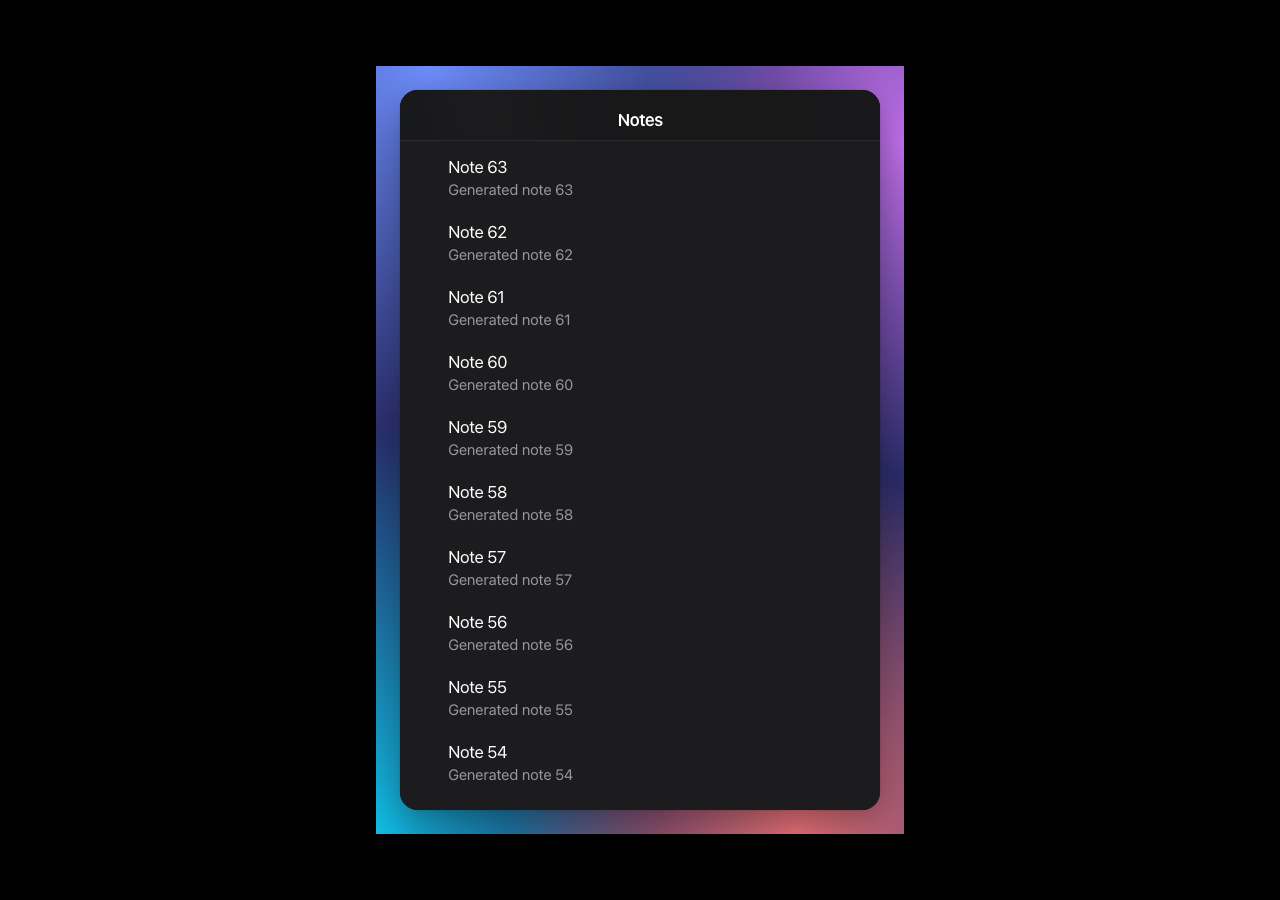 Notes
Note 63
Generated note 63
Note 62
Generated note 62
Note 61
Generated note 61
Note 60
Generated note 60
Note 59
Generated note 59
Note 58
Generated note 58
Note 57
Generated note 57
Note 56
Generated note 56
Note 55
Generated note 55
Note 54
Generated note 54